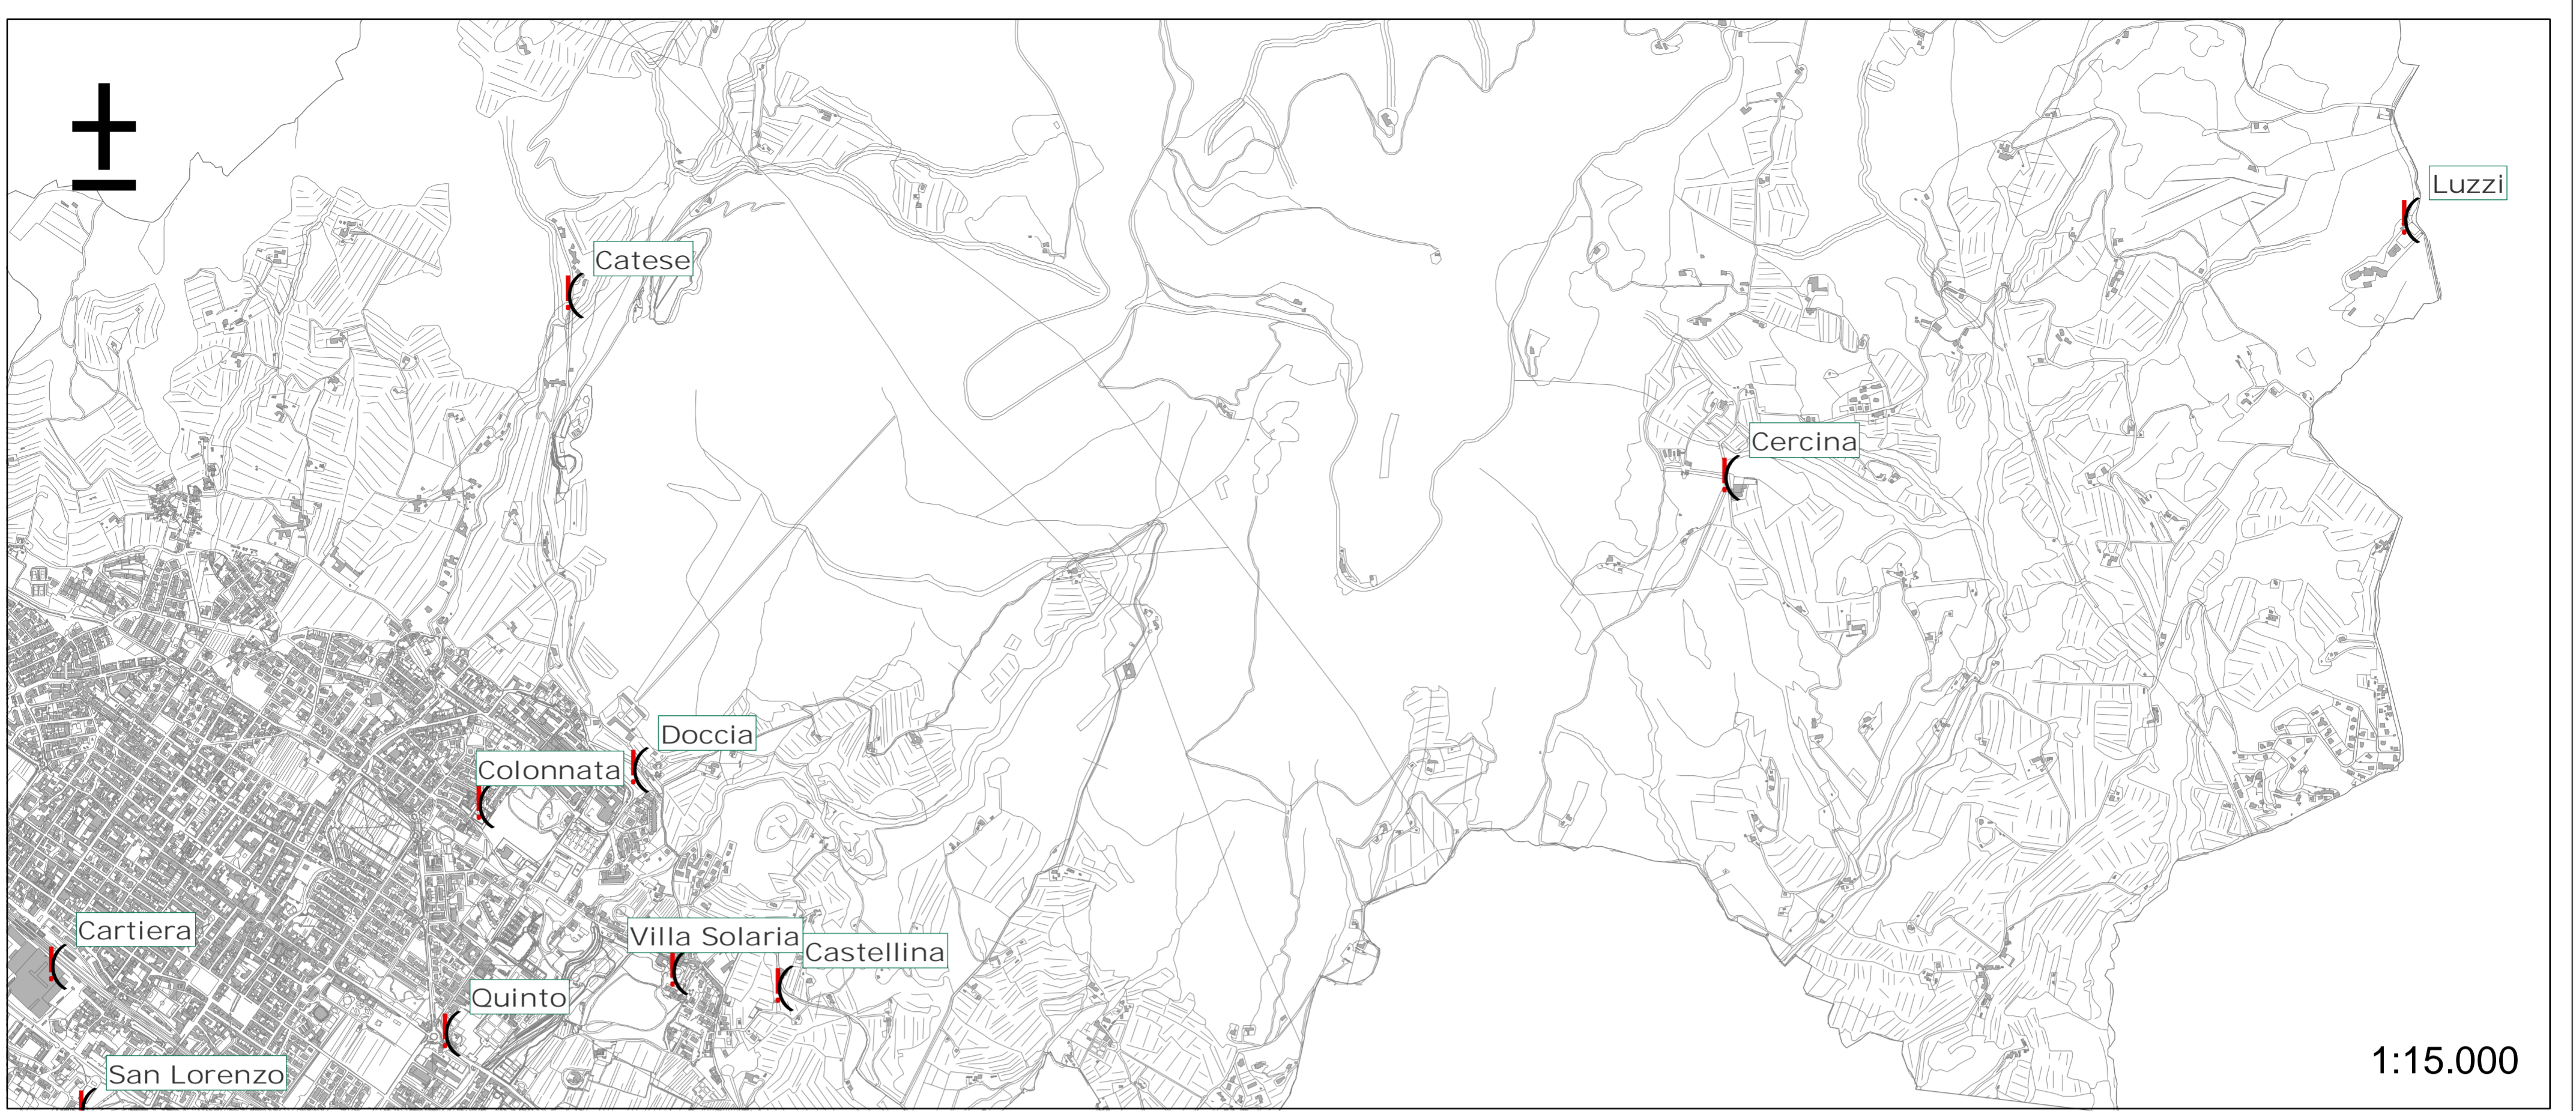 ±
Luzzi
Catese
Cercina
Doccia
Colonnata
Cartiera
Villa Solaria
Castellina
Quinto
San Lorenzo
1:15.000